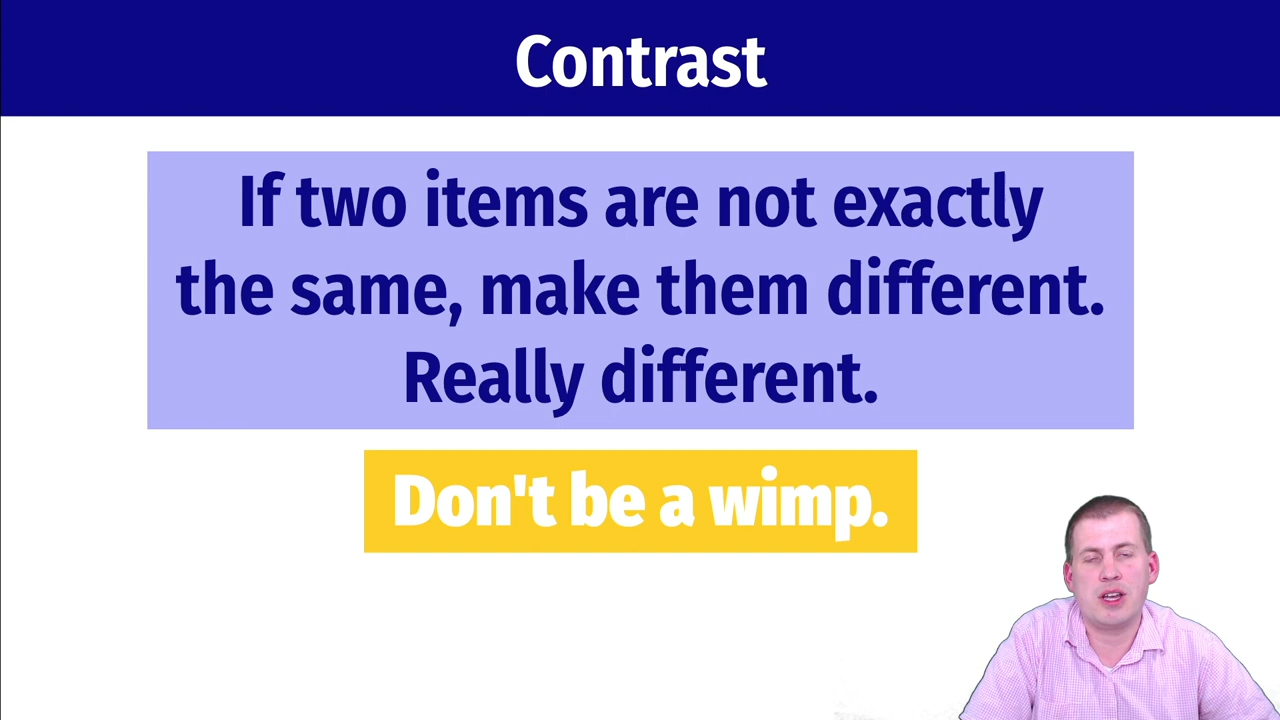 Contrast
If two items are not exactly
the same, make them different.
Really different.
Don't be a wimp.